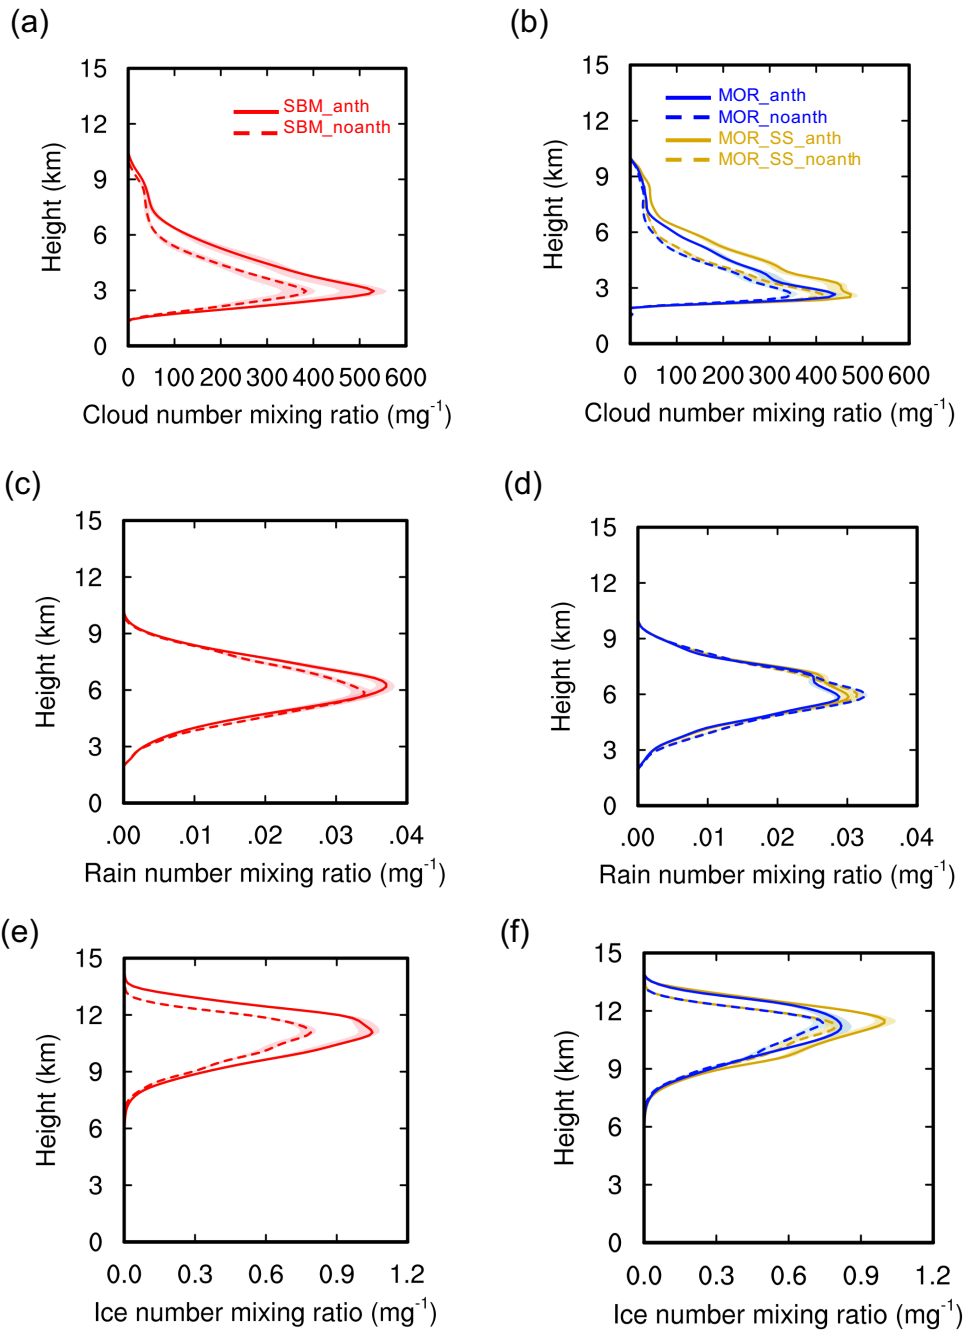 (a)
(b)
15
12
9
6
3
0
Height (km)
SBM_anth
SBM_noanth
0 100 200 300 400 500 600
Cloud number mixing ratio (mg-1)
15
12
9
6
3
0
Height (km)
MOR_anth
MOR_noanth
MOR_SS_anth
MOR_SS_noanth
0 100 200 300 400 500 600
Cloud number mixing ratio (mg-1)
(c)
(d)
15
12
9
6
3
0
Height (km)
.00 .01 .02 .03 .04
Rain number mixing ratio (mg-1)
15
12
9
6
3
0
Height (km)
.00 .01 .02 .03 .04
Rain number mixing ratio (mg-1)
(e)
(f)
15
12
9
6
3
0
Height (km)
0.0 0.3 0.6 0.9 1.2
Ice number mixing ratio (mg-1)
15
12
9
6
3
0
Height (km)
0.0 0.3 0.6 0.9 1.2
Ice number mixing ratio (mg-1)